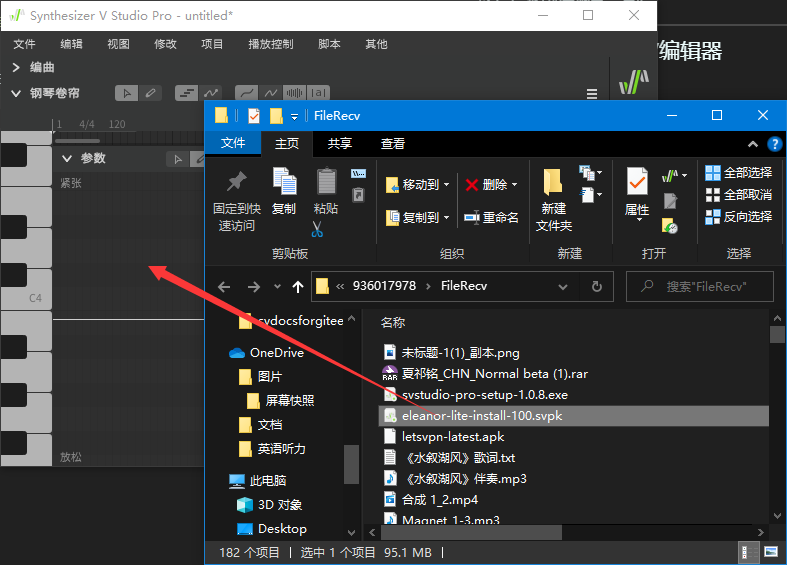 Synthesizer V Studio Pro - untitled*
文件 编辑 视图 修改 项目 播放控制 脚本 其他
编曲
钢琴卷帘
编辑器
1 4/4 120
参数
紧张
C4
放松
FileRecv
文件 主页 共享 查看
固定到快速访问
复制
粘贴
剪贴板
移动到
复制到
删除
重命名
组织
新建文件夹
新建
属性
打开
全部选择
全部取消
反向选择
选择
936017978 FileRecv
搜索"FileRecv"
svdocsforgitee
OneDrive
图片
屏幕快照
文档
英语听力
此电脑
3D 对象
Desktop
名称
未标题-1(1)_副本.png
夏祁铭_CHN_Normal beta (1).rar
svstudio-pro-setup-1.0.8.exe
eleanor-lite-install-100.svpk
letsvpn-latest.apk
《水叙湖风》歌词.txt
《水叙湖风》伴奏.mp3
合成 1_2.mp4
Magnet 1-3.mp3
182 个项目 选中 1 个项目 95.1 MB